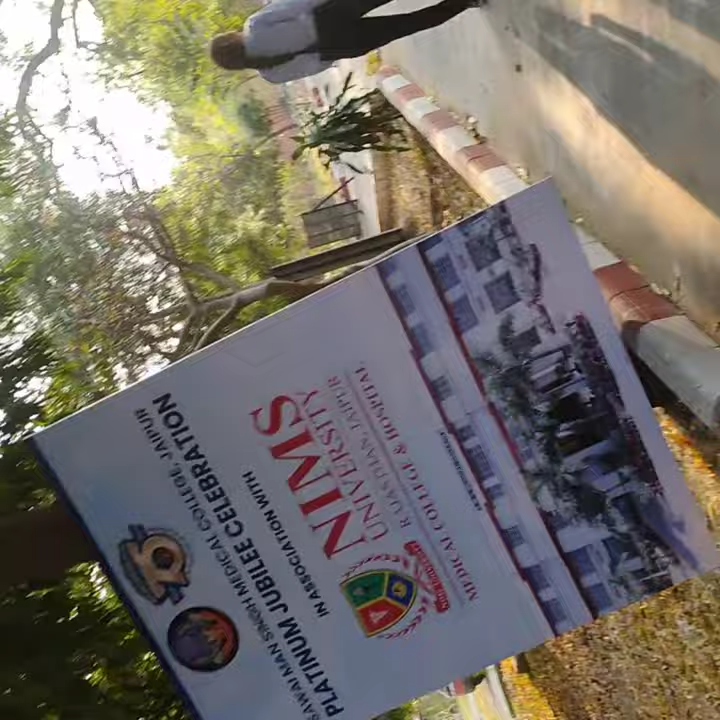 SAWAI MAN SINGH MEDICAL COLLEGE, JAIPUR
PLATINUM JUBILEE CELEBRATION
IN ASSOCIATION WITH
NIMS
UNIVERSITY
RAJASTHAN, JAIPUR
MEDICAL COLLEGE & HOSPITAL